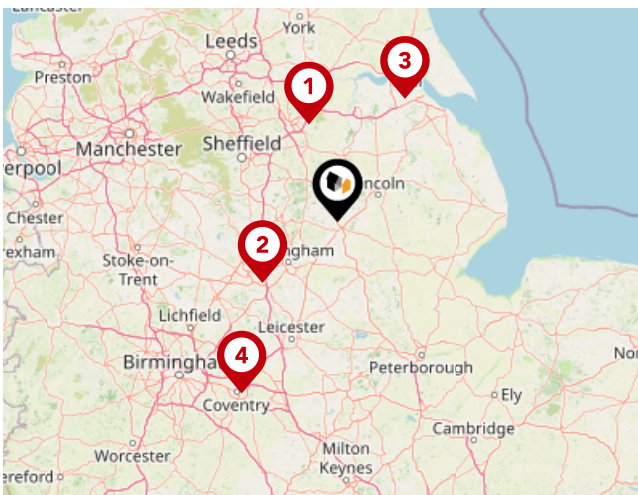 Lancaster
York
Leeds
3
Preston
1
Wakefield
Manchester
Sheffield
erpool
ncoln
Chester
2
rexham
Stoke-on-
Trent
ngham
Lichfield
Leicester
4
Birmingha
Peterborough
Nor
Coventry
Ely
Cambridge
Worcester
Milton
Keynes
ereford